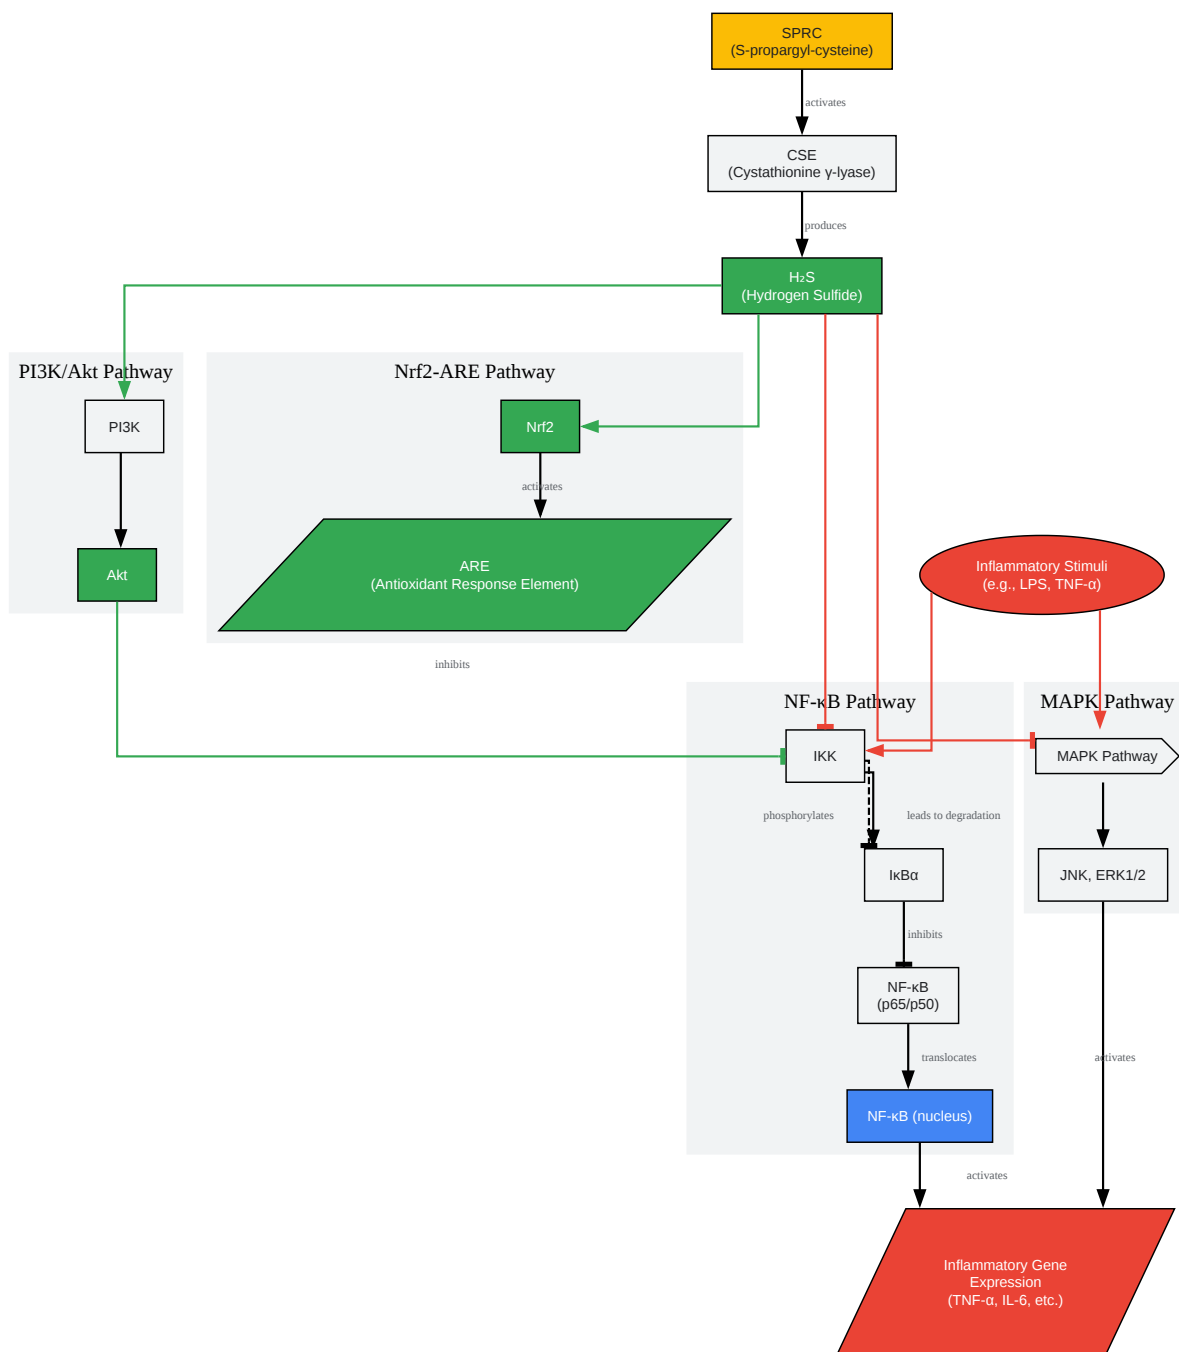 SPRC
(S-propargyl-cysteine)
activates
CSE
(Cystathionine γ-lyase)
produces
H₂S
(Hydrogen Sulfide)
PI3K/Akt Pathway
Nrf2-ARE Pathway
PI3K
Nrf2
activates
ARE
(Antioxidant Response Element)
Akt
Inflammatory Stimuli
(e.g., LPS, TNF-α)
inhibits
NF-κB Pathway
MAPK Pathway
IKK
MAPK Pathway
phosphorylates
leads to degradation
IκBα
JNK, ERK1/2
inhibits
NF-κB
(p65/p50)
translocates
activates
NF-κB (nucleus)
activates
Inflammatory Gene
Expression
(TNF-α, IL-6, etc.)